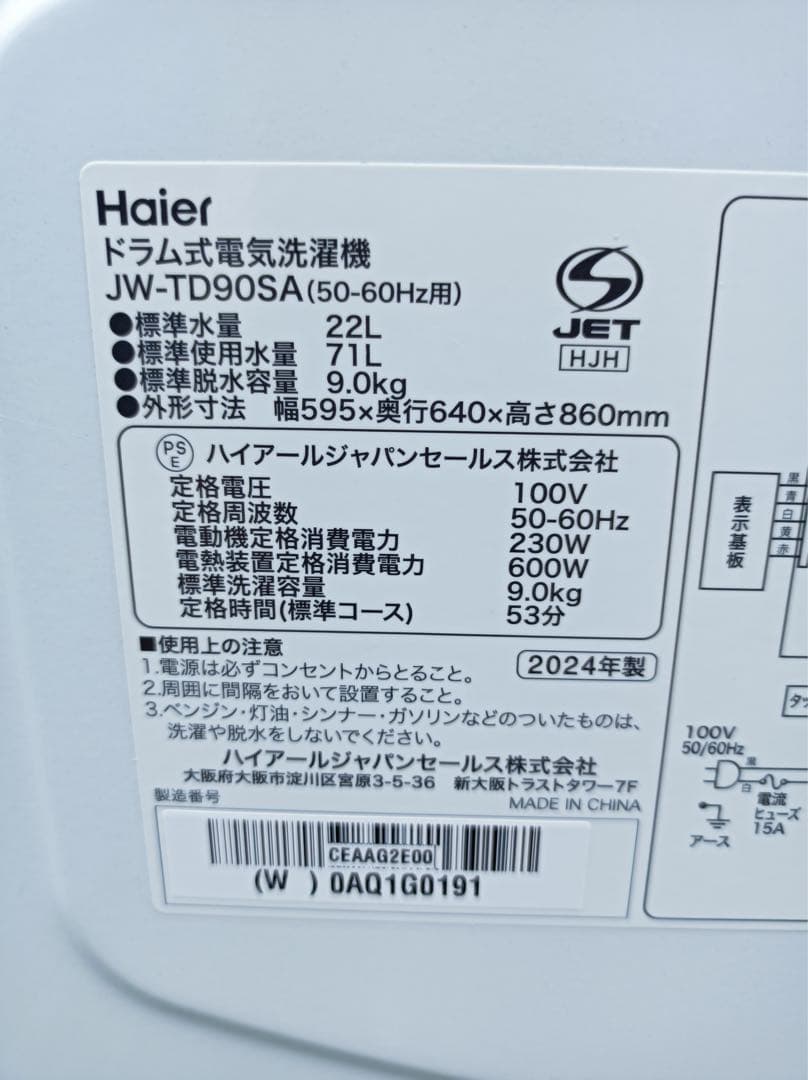 Haier
ドラム式電気洗濯機
JW-TD90SA(50-60Hz用)
JET
HJH
●標準水量 22L
●標準使用水量 71L
●標準脱水容量 9.0kg
●外形寸法 幅595×奥行640×高さ860mm
PS
E
ハイアールジャパンセールス株式会社
定格電圧 100V
定格周波数 50-60Hz
電動機定格消費電力 230W
電熱装置定格消費電力 600W
標準洗濯容量 9.0kg
定格時間(標準コース) 53分
■使用上の注意
2024年製
1.電源は必ずコンセントからとること。
2.周囲に間隔をおいて設置すること。
3.ベンジン・灯油・シンナー・ガソリンなどのついたものは、
洗濯や脱水をしないでください。
ハイアールジャパンセールス株式会社
大阪府大阪市淀川区宮原3-5-36 新大阪トラストタワー7F
製造番号
MADE IN CHINA
CEAAG2E00
(W ) 0AQ1G0191
表示基板
黒
青
白
黄
赤
タッ
100V
50/60Hz
黒
白
電流
ヒューズ
15A
アース